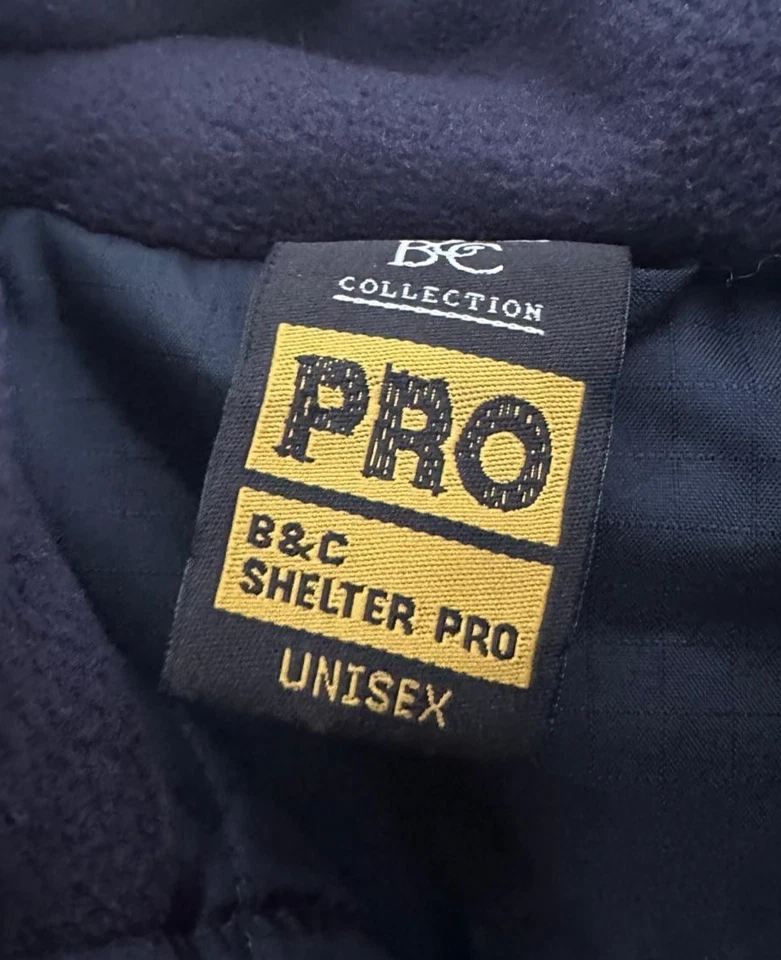 B&C
COLLECTION
PRO
B&C
SHELTER PRO
UNISEX